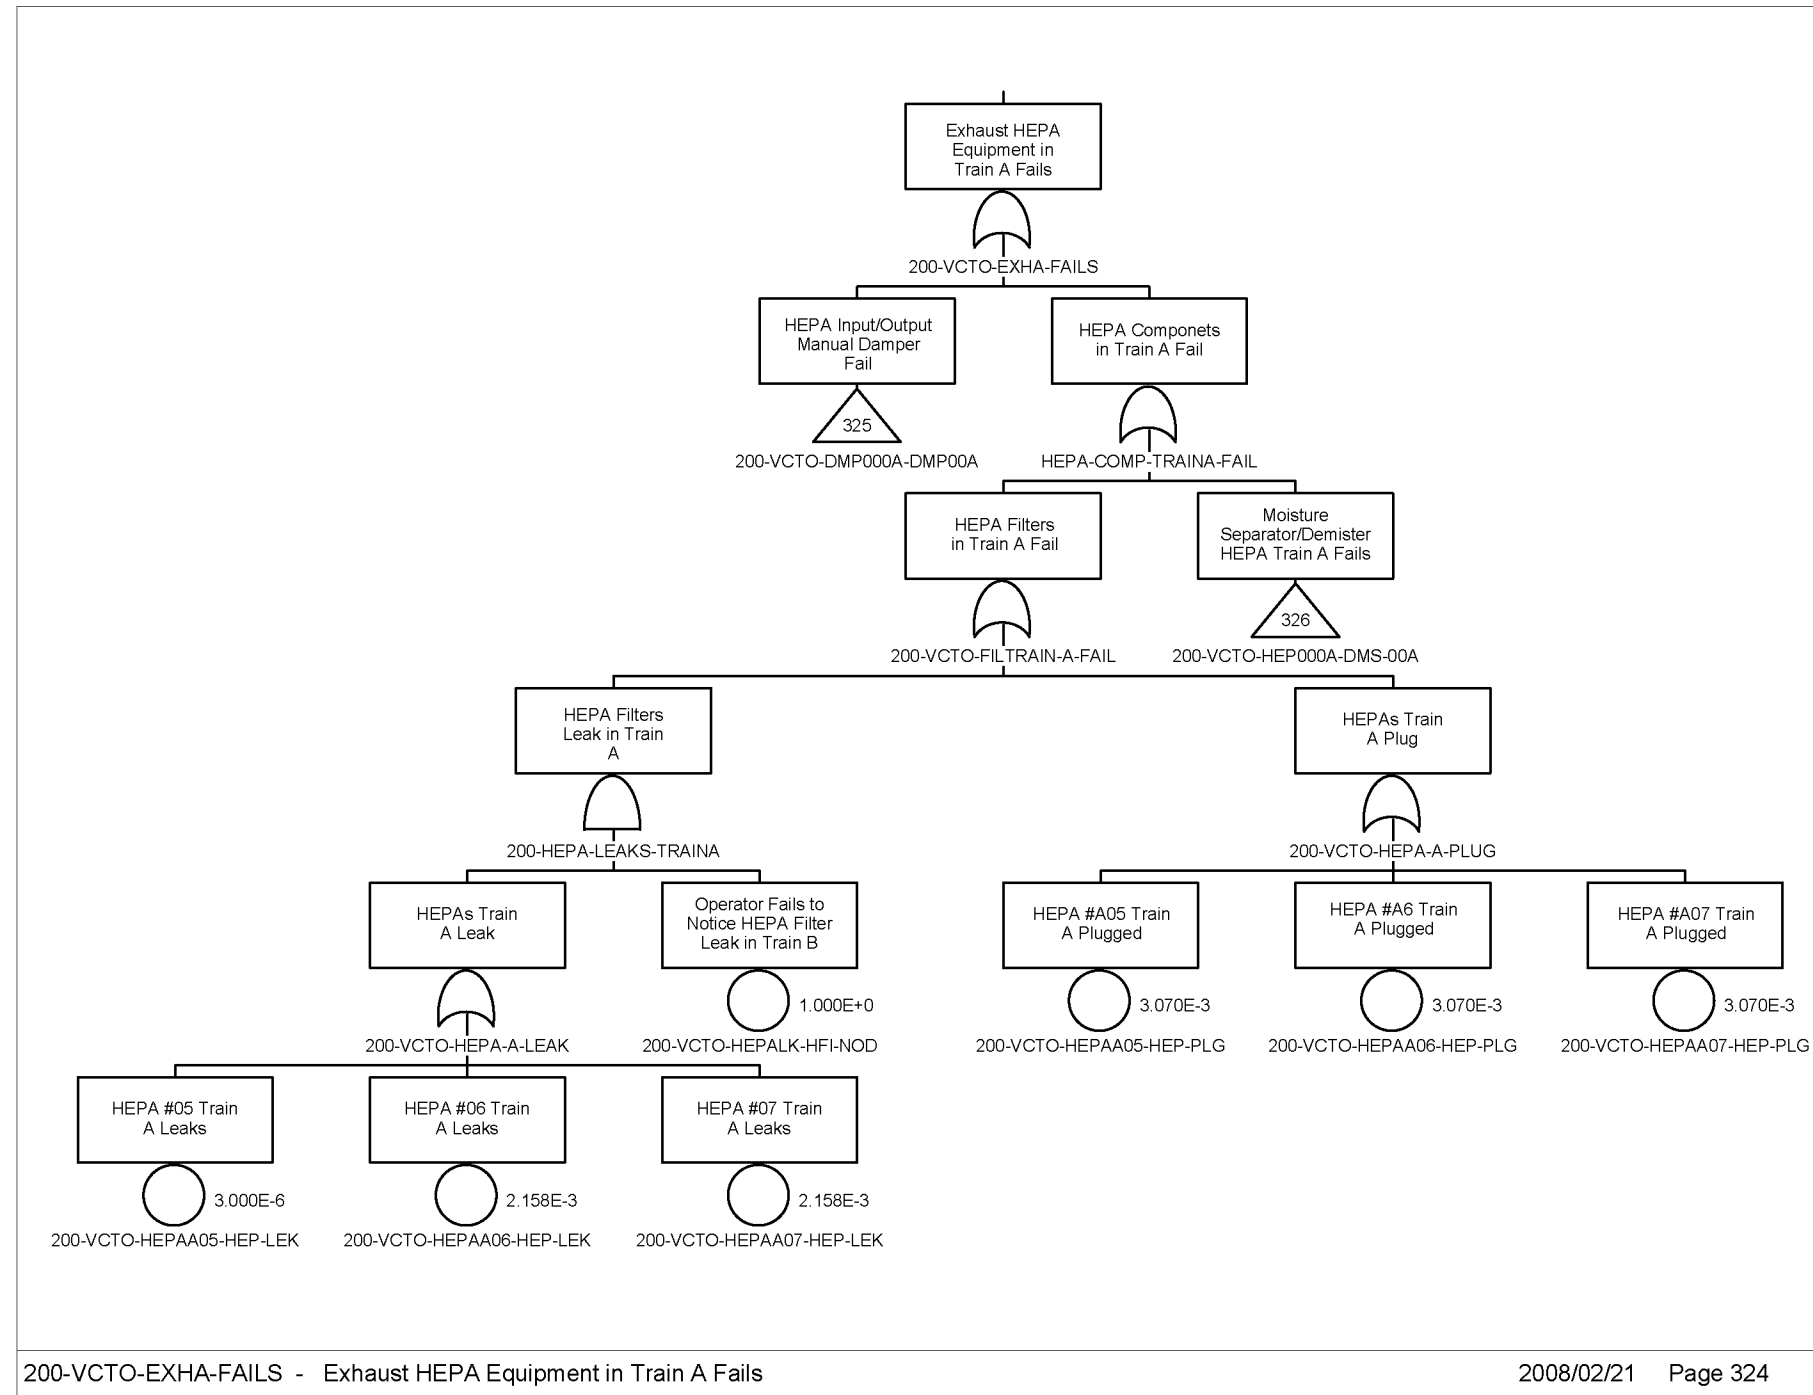 Exhaust HEPA
Equipment in
Train A Fails
200-VCTO-EXHA-FAILS
HEPA Input/Output
Manual Damper
Fail
325
200-VCTO-DMP000A-DMP00A
HEPA Componets
in Train A Fail
HEPA-COMP-TRAINA-FAIL
HEPA Filters
in Train A Fail
200-VCTO-FILTRAIN-A-FAIL
Moisture
Separator/Demister
HEPA Train A Fails
326
200-VCTO-HEP000A-DMS-00A
HEPA Filters
Leak in Train
A
200-HEPA-LEAKS-TRAINA
HEPAs Train
A Plug
200-VCTO-HEPA-A-PLUG
HEPAs Train
A Leak
200-VCTO-HEPA-A-LEAK
Operator Fails to
Notice HEPA Filter
Leak in Train B
1.000E+0
200-VCTO-HEPALK-HFI-NOD
HEPA #A05 Train
A Plugged
3.070E-3
200-VCTO-HEPAA05-HEP-PLG
HEPA #A6 Train
A Plugged
3.070E-3
200-VCTO-HEPAA06-HEP-PLG
HEPA #A07 Train
A Plugged
3.070E-3
200-VCTO-HEPAA07-HEP-PLG
HEPA #05 Train
A Leaks
3.000E-6
200-VCTO-HEPAA05-HEP-LEK
HEPA #06 Train
A Leaks
2.158E-3
200-VCTO-HEPAA06-HEP-LEK
HEPA #07 Train
A Leaks
2.158E-3
200-VCTO-HEPAA07-HEP-LEK
200-VCTO-EXHA-FAILS - Exhaust HEPA Equipment in Train A Fails
2008/02/21 Page 324